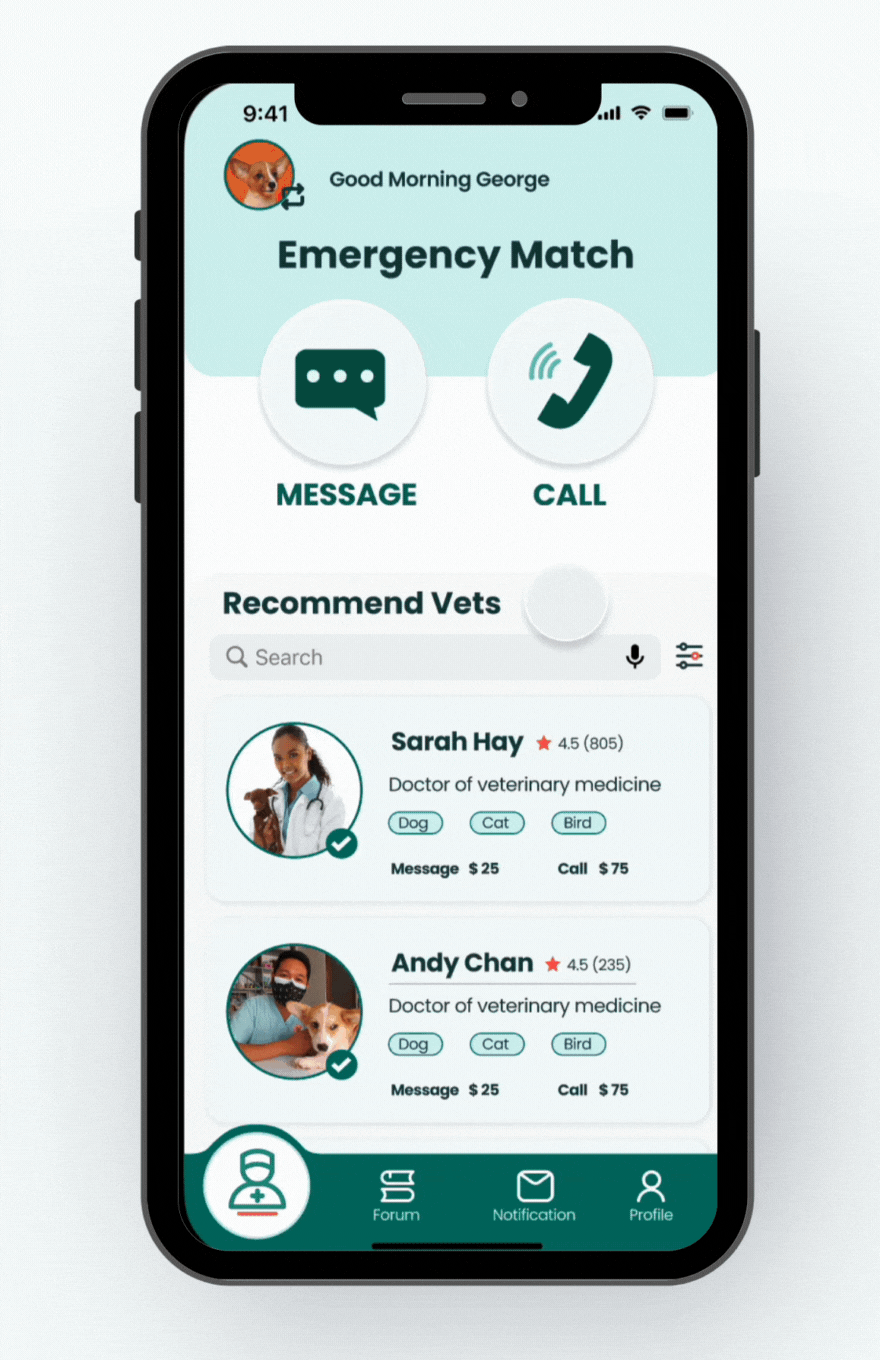 9:41
Good Morning George
Emergency Match
MESSAGE CALL
Recommend Vets
Search
Sarah Hay 4.5 (805)
Doctor of veterinary medicine
Dog Cat Bird
Message $ 25 Call $ 75
Andy Chan 4.5 (235)
Doctor of veterinary medicine
Dog Cat Bird
Message $ 25 Call $ 75
Forum Notification Profile